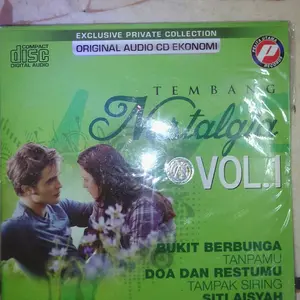 EXCLUSIVE PRIVATE COLLECTION
ORIGINAL AUDIO CD EKONOMI
COMPACT
disc
DIGITAL AUDIO
TEMBANG
Nostalgia
VOL.1
BUKIT BERBUNGA
TANPAMU
DOA DAN RESTUMU
TAMPAK SIRING
SITI AISYAH